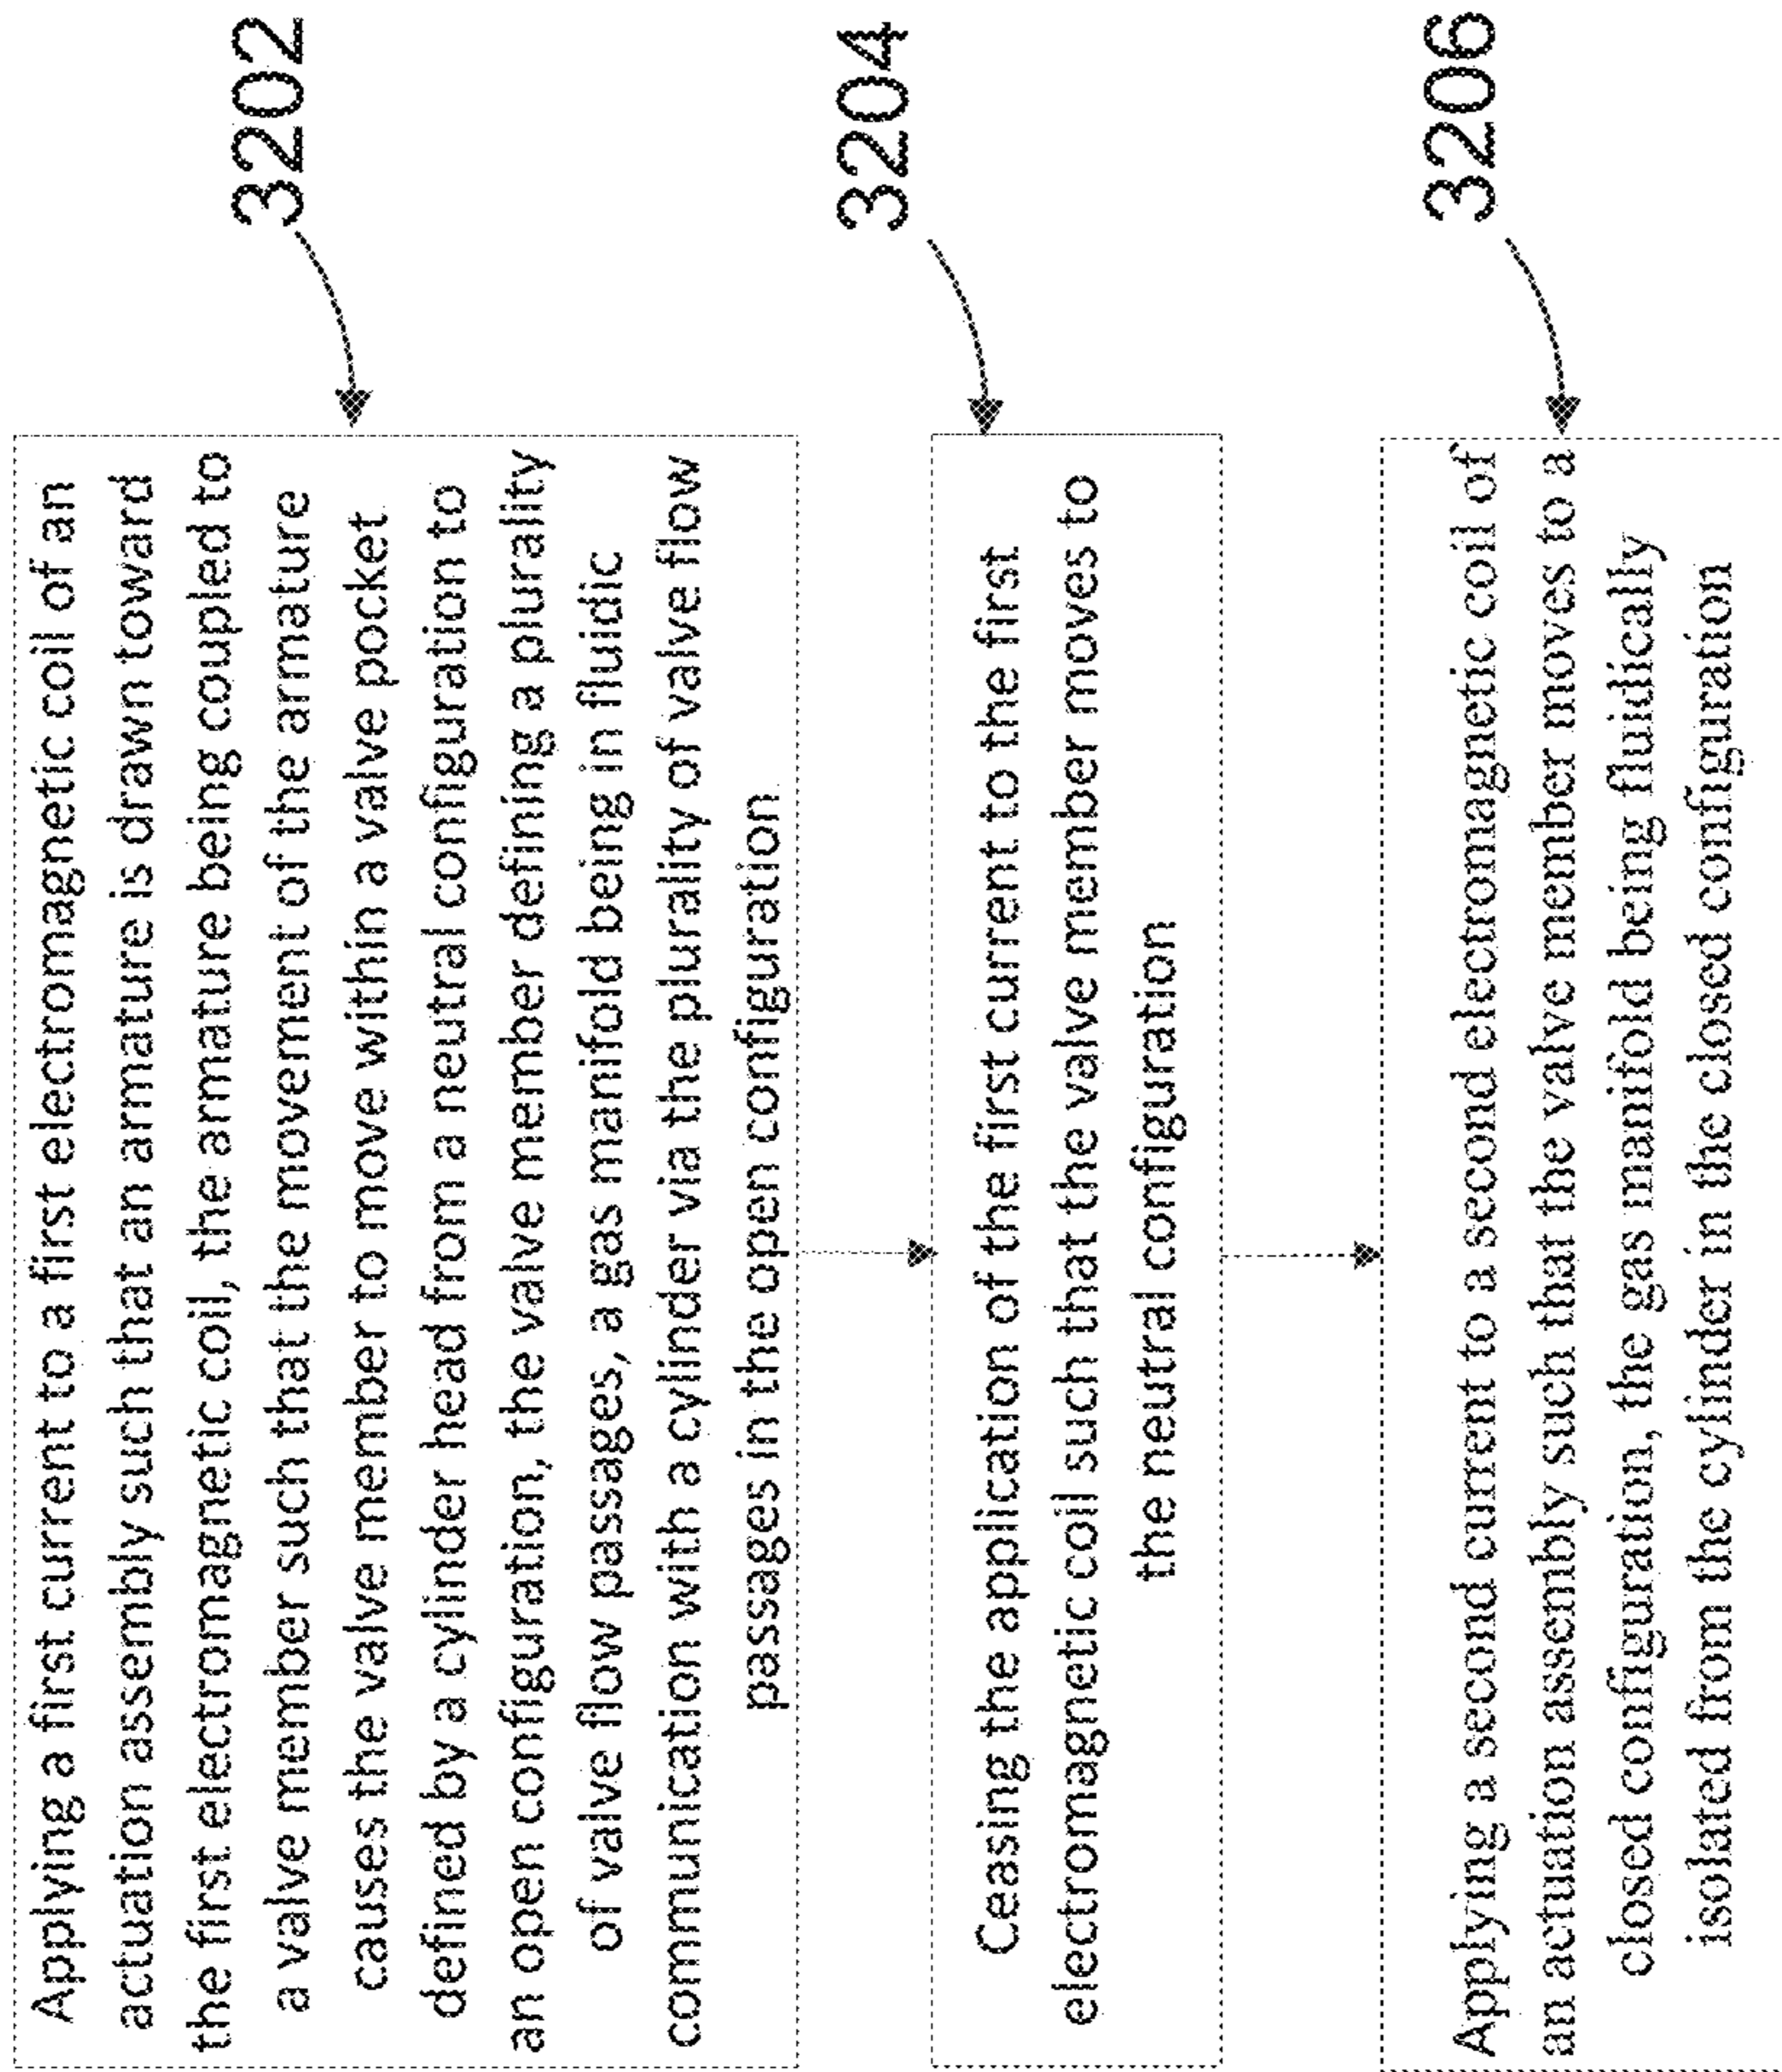 Applying a first current to a first electromagnetic coil of an
actuation assembly such that an armature is drawn toward
the first electromagnetic coil, the armature being coupled to
a valve member such that the movement of the armature
causes the valve member to move within a valve pocket
defined by a cylinder head from a neutral configuration to
an open configuration, the valve member defining a plurality
of valve flow passages, a gas manifold being in fluidic
communication with a cylinder via the plurality of valve flow
passages in the open configuration
3202
Ceasing the application of the first current to the first
electromagnetic coil such that the valve member moves to
the neutral configuration
3204
Applying a second current to a second electromagnetic coil of
an actuation assembly such that the valve member moves to a
closed configuration, the gas manifold being fluidically
isolated from the cylinder in the closed configuration
3206